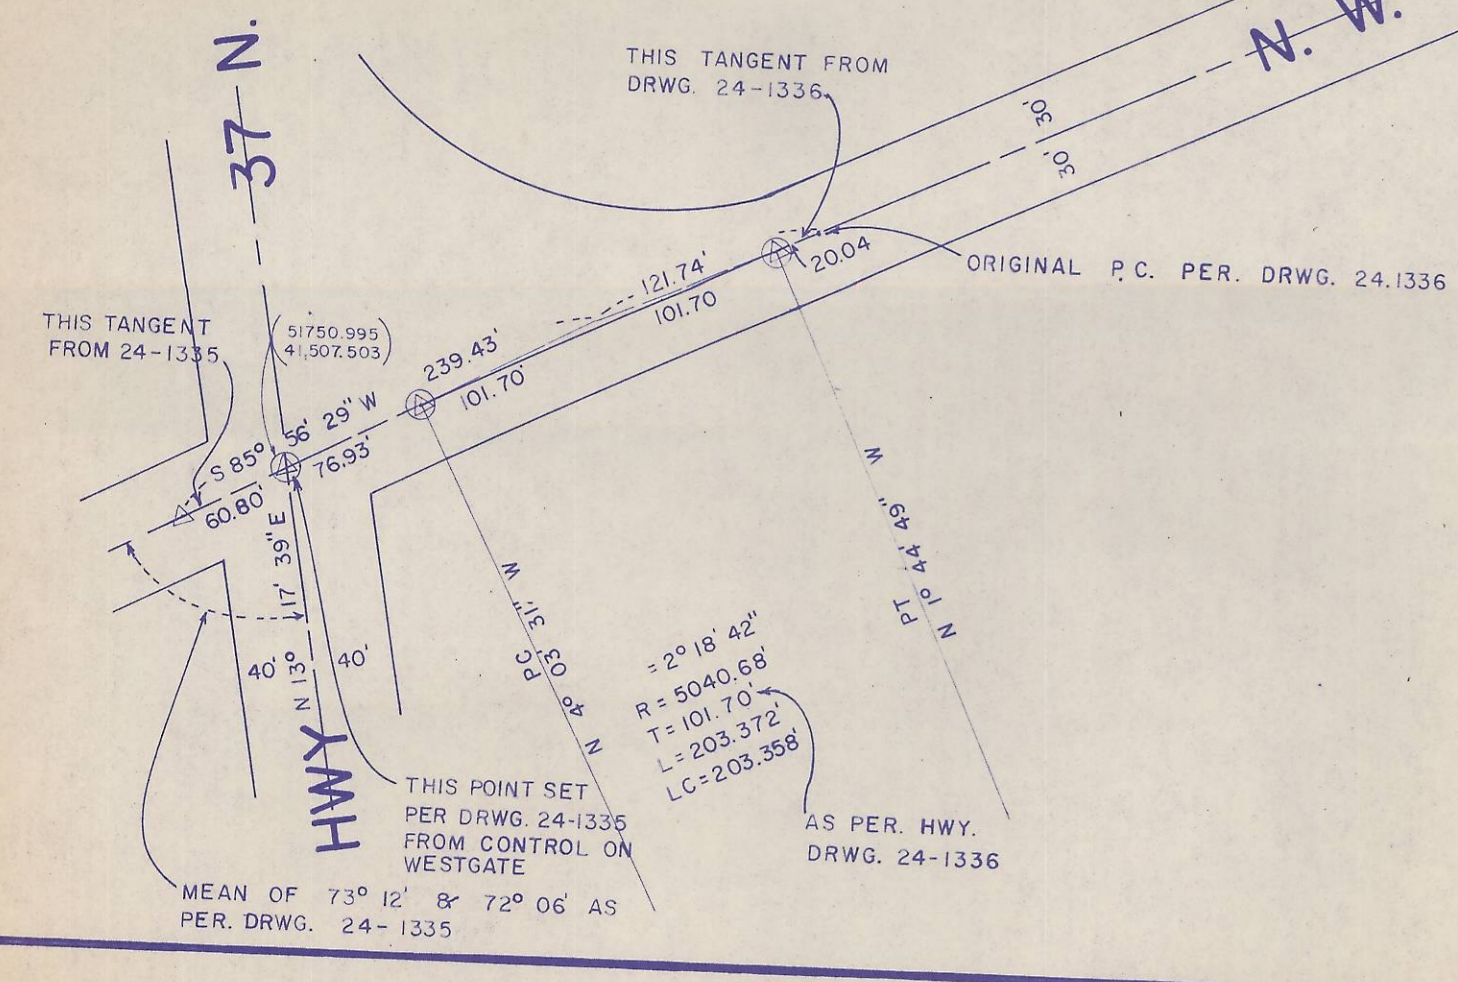 37 N.
N. W.
THIS TANGENT FROM
DRWG. 24-1336
30'
30'
ORIGINAL P.C. PER. DRWG. 24.1336
20.04
121.74'
101.70
THIS TANGENT
FROM 24-1335
51750.995
41,507.503
239.43'
101.70'
S 85° 56' 29" W
76.93'
60.80'
N 13° 17' 39" E
40'
40'
HWY
PC
N 4° 03' 31" W
PT
N 1° 44' 49" W
= 2° 18' 42"
R = 5040.68'
T = 101.70'
L = 203.372'
LC = 203.358'
THIS POINT SET
PER DRWG. 24-1335
FROM CONTROL ON
WESTGATE
AS PER. HWY.
DRWG. 24-1336
MEAN OF 73° 12' & 72° 06' AS
PER. DRWG. 24-1335